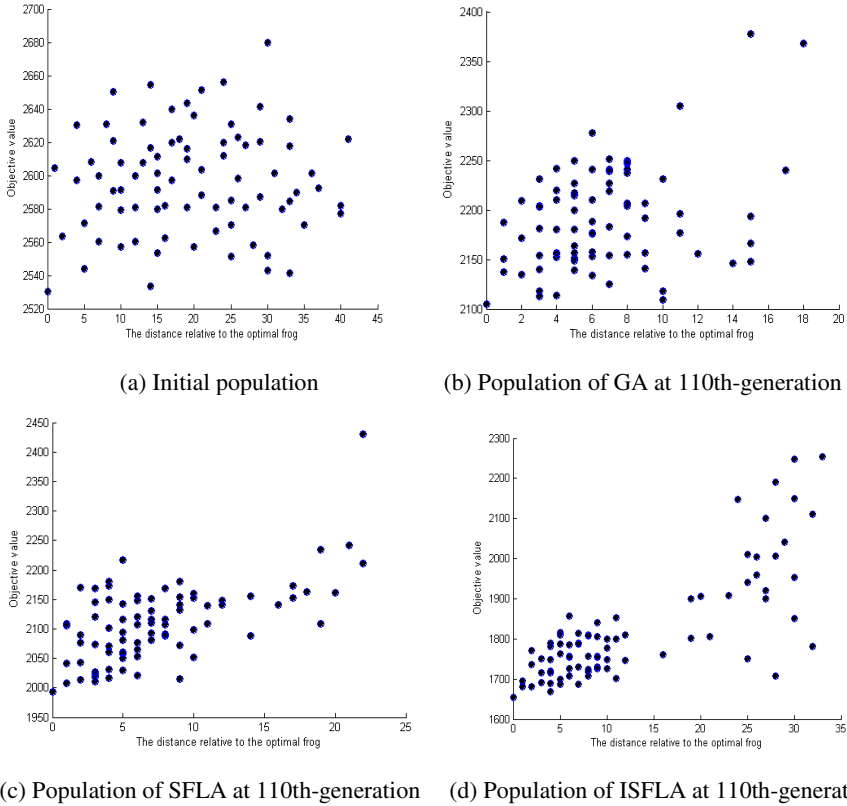 2700
2680
2660
2640
2620
2600
2580
2560
2540
2520
Objective value
0 5 10 15 20 25 30 35 40 45
The distance relative to the optimal frog
(a) Initial population
2400
2350
2300
2250
2200
2150
2100
Objective value
0 2 4 6 8 10 12 14 16 18 20
The distance relative to the optimal frog
(b) Population of GA at 110th-generation
2450
2400
2350
2300
2250
2200
2150
2100
2050
2000
1950
Objective value
0 5 10 15 20 25
The distance relative to the optimal frog
(c) Population of SFLA at 110th-generation
2300
2200
2100
2000
1900
1800
1700
1600
Objective value
0 5 10 15 20 25 30 35
The distance relative to the optimal frog
(d) Population of ISFLA at 110th-generat